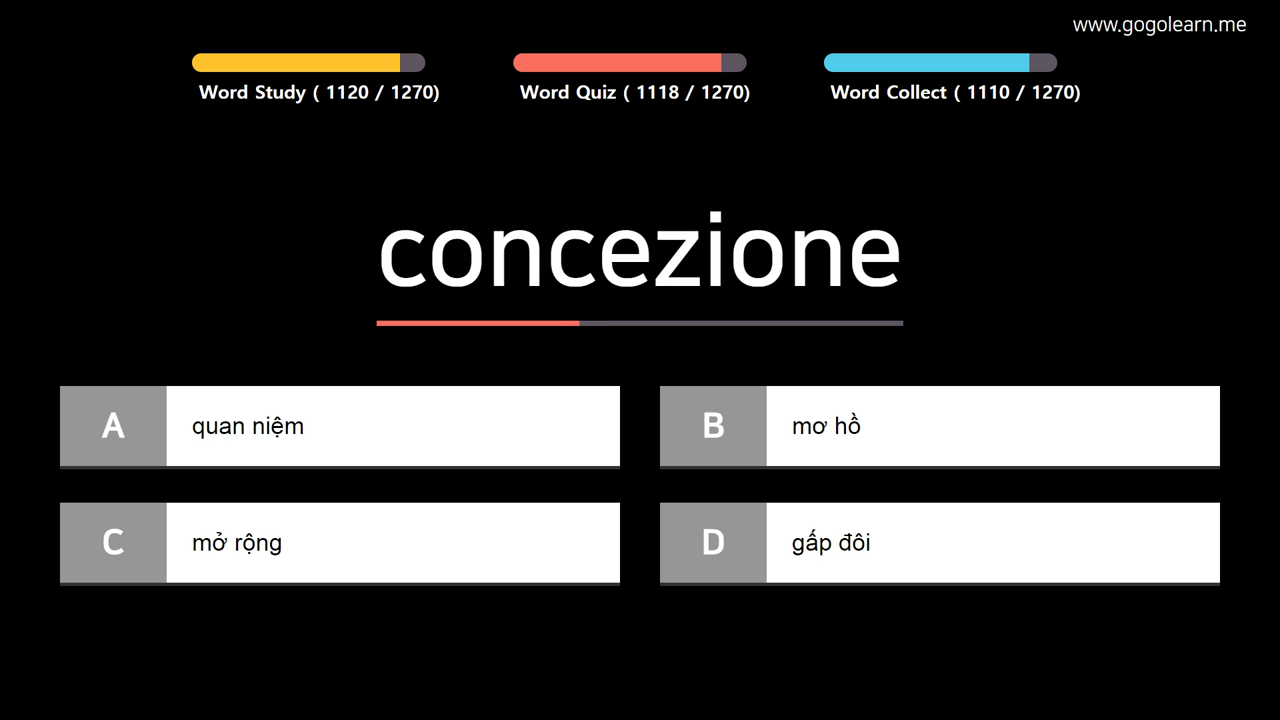 www.gogolearn.me
Word Study ( 1120 / 1270)
Word Quiz ( 1118 / 1270)
Word Collect ( 1110 / 1270)
concezione
A quan niệm
B mơ hồ
C mở rộng
D gấp đôi